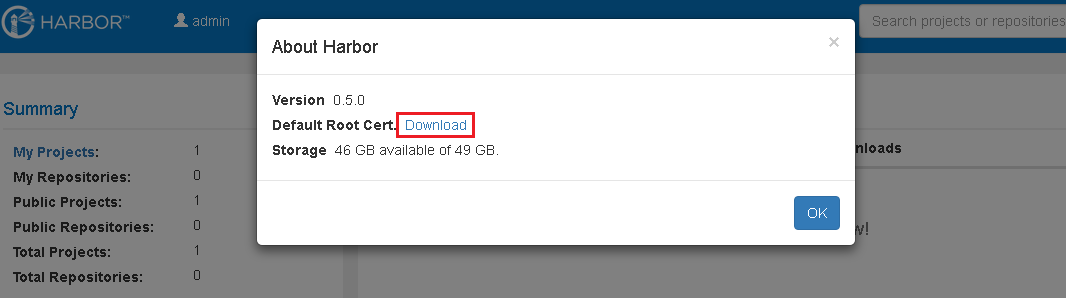 HARBOR™ admin Search projects or repositories
About Harbor ×
Version 0.5.0
Default Root Cert. Download
Storage 46 GB available of 49 GB.
OK
Summary
My Projects: 1
My Repositories: 0
Public Projects: 1
Public Repositories: 0
Total Projects: 1
Total Repositories: 0